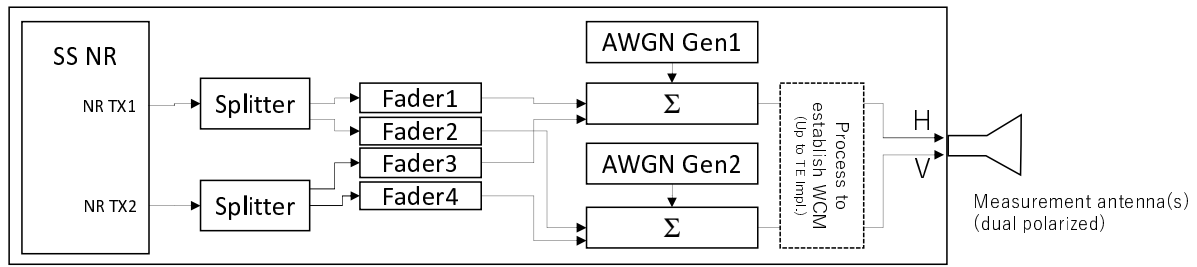 SS NR
NR TX1
NR TX2
Splitter
Splitter
Fader1
Fader2
Fader3
Fader4
AWGN Gen1
Σ
AWGN Gen2
Σ
Process to
establish WCM
(Up to TE Impl.)
H
V
Measurement antenna(s)
(dual polarized)